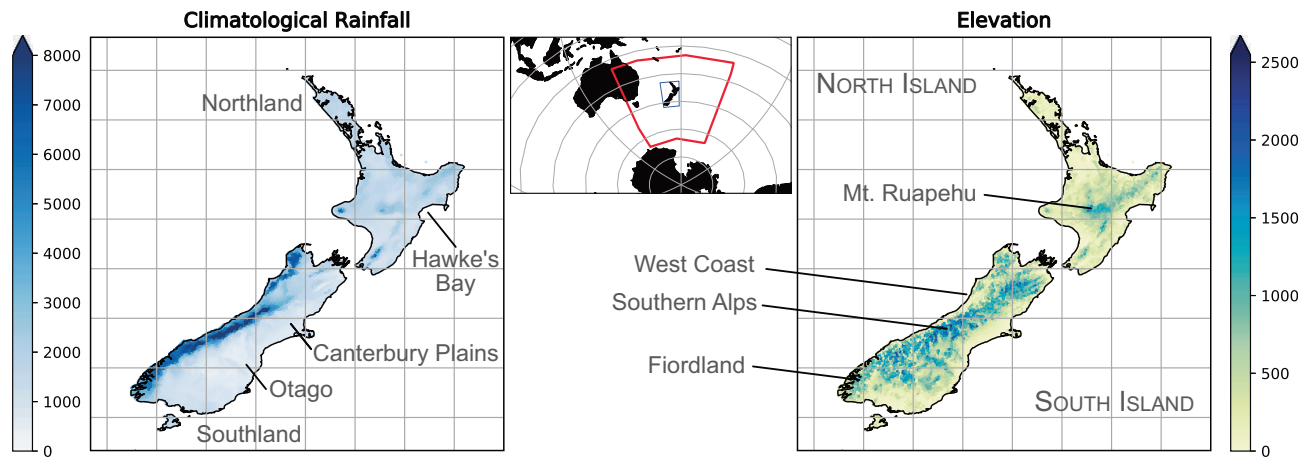 Climatological Rainfall
8000
7000
6000
5000
4000
3000
2000
1000
0
Northland
Hawke's
Bay
Canterbury Plains
Otago
Southland
Elevation
NORTH ISLAND
Mt. Ruapehu
West Coast
Southern Alps
Fiordland
SOUTH ISLAND
2500
2000
1500
1000
500
0